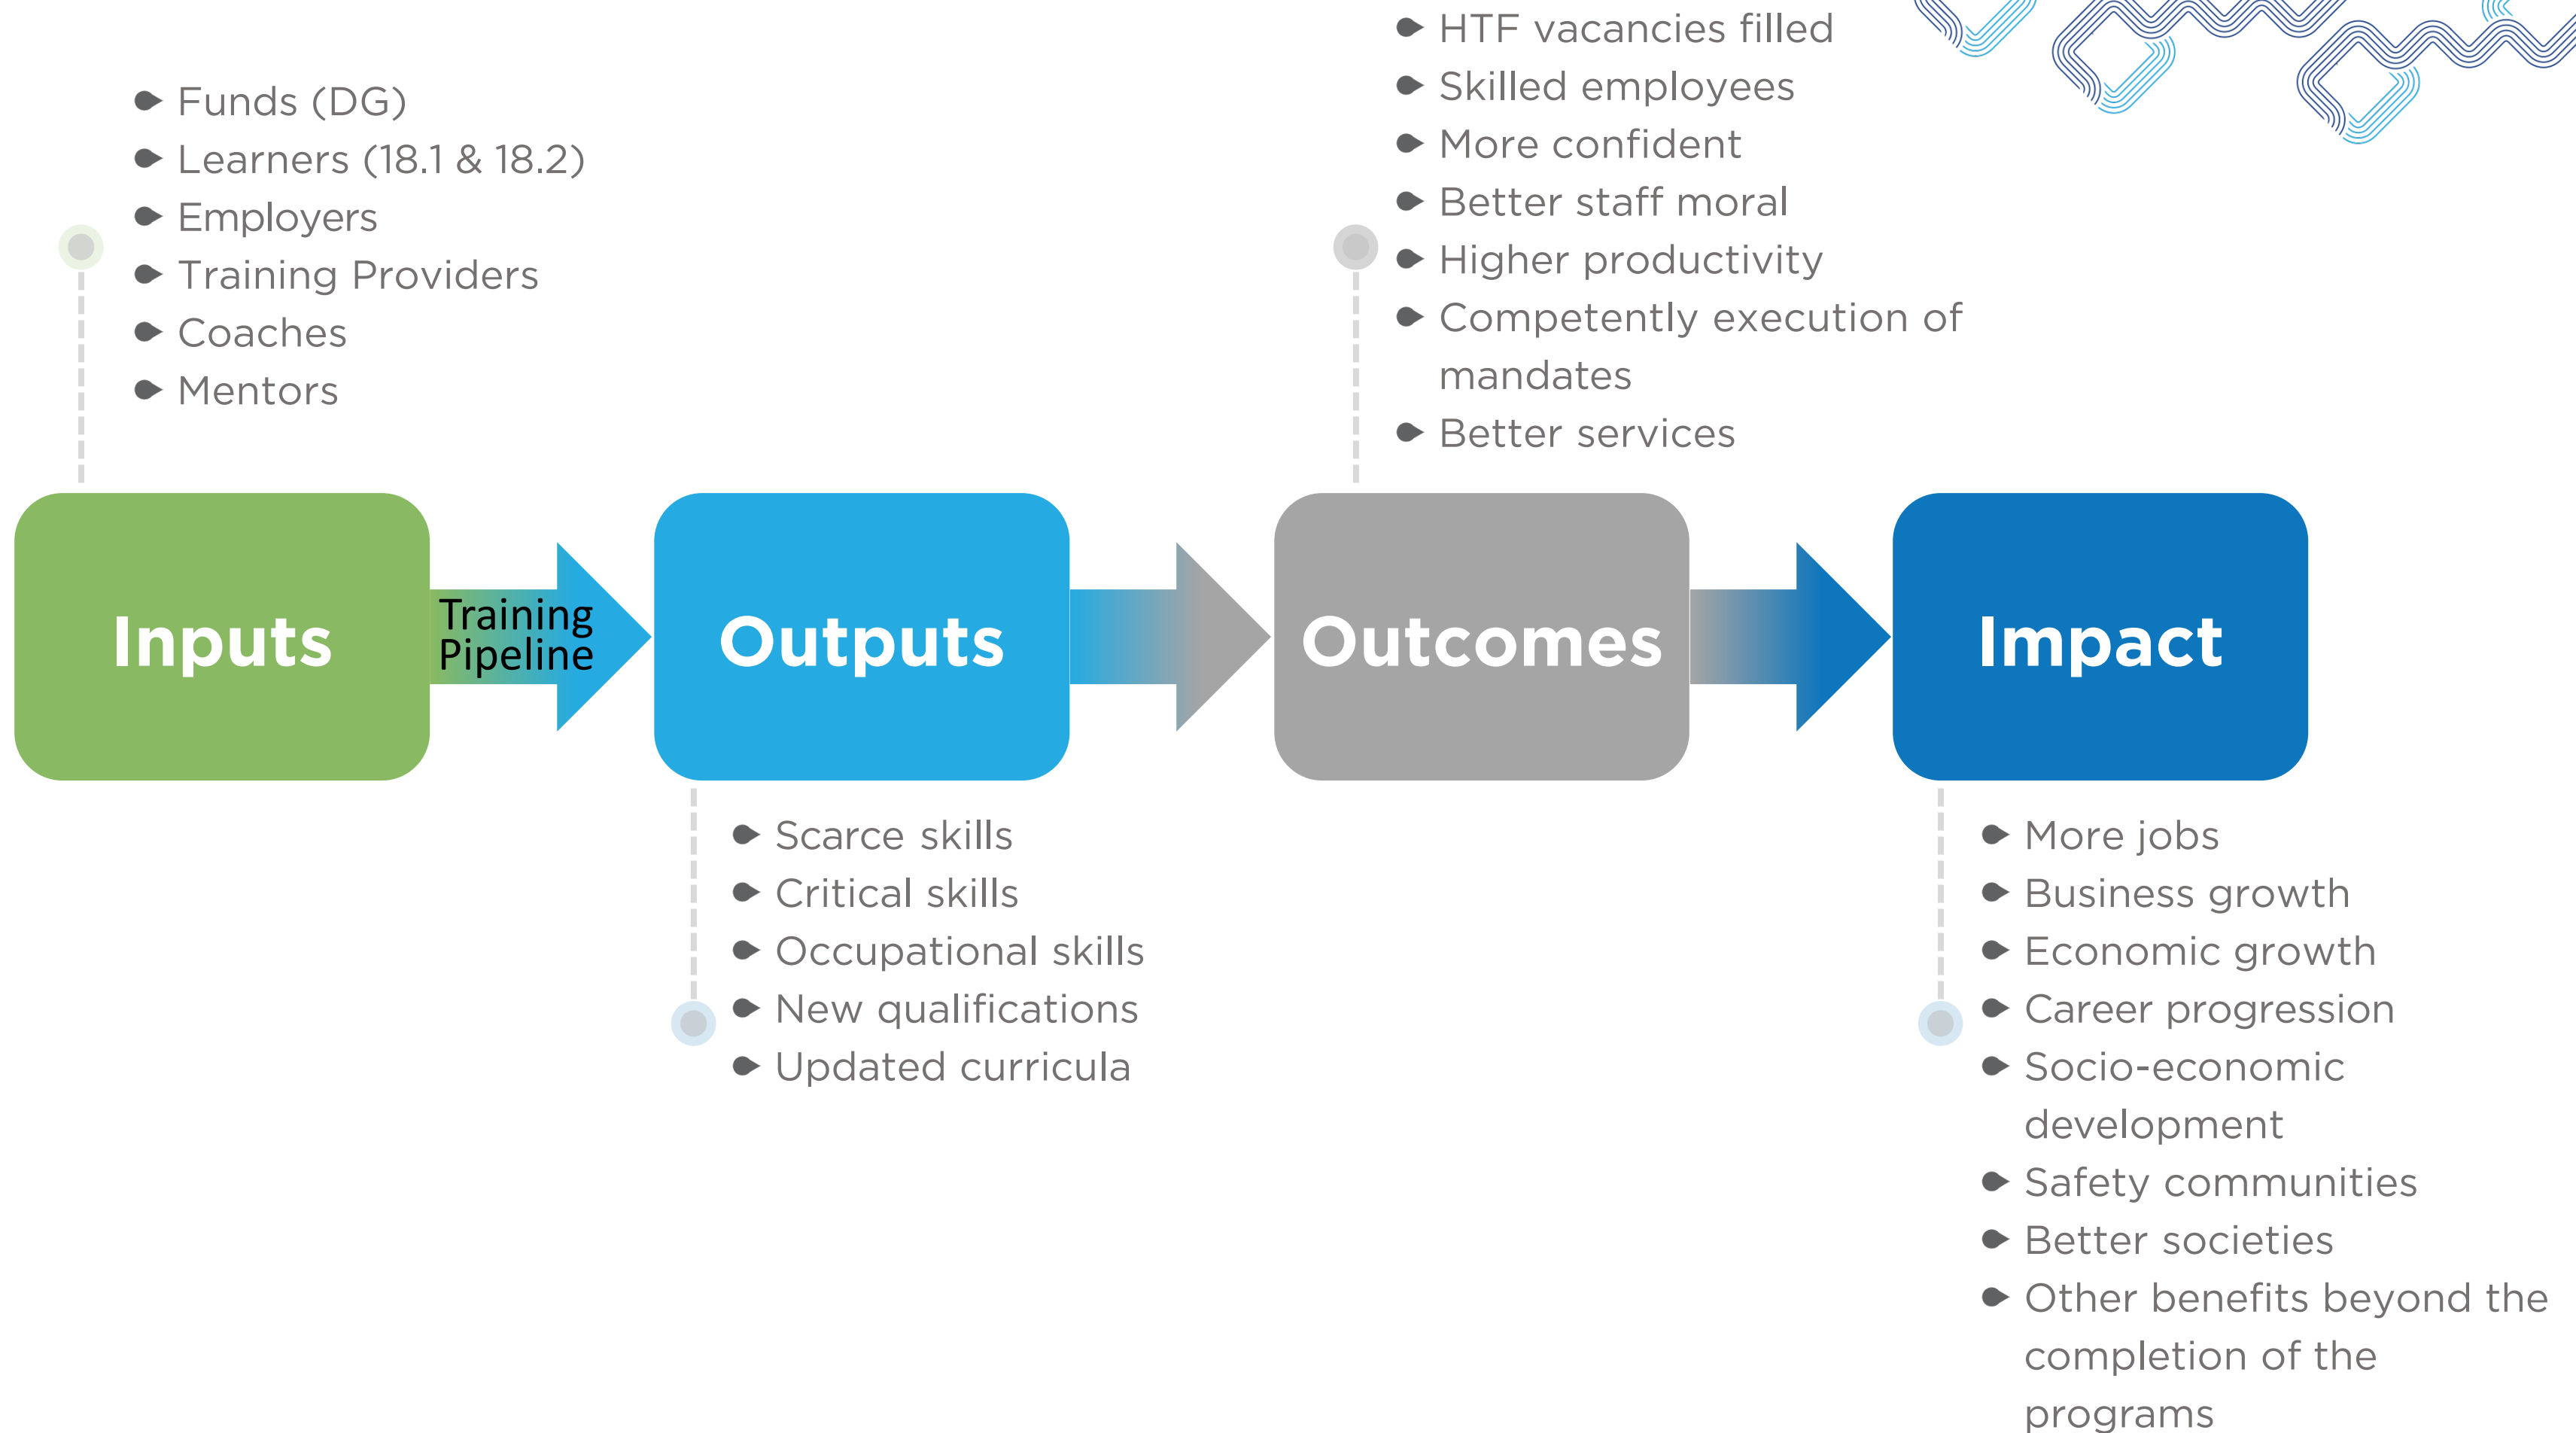 Funds (DG)
Learners (18.1 & 18.2)
Employers
Training Providers
Coaches
Mentors
HTF vacancies filled
Skilled employees
More confident
Better staff moral
Higher productivity
Competently execution of
mandates
Better services
Inputs
Training
Pipeline
Outputs
Outcomes
Impact
Scarce skills
Critical skills
Occupational skills
New qualifications
Updated curricula
More jobs
Business growth
Economic growth
Career progression
Socio-economic
development
Safety communities
Better societies
Other benefits beyond the
completion of the
programs